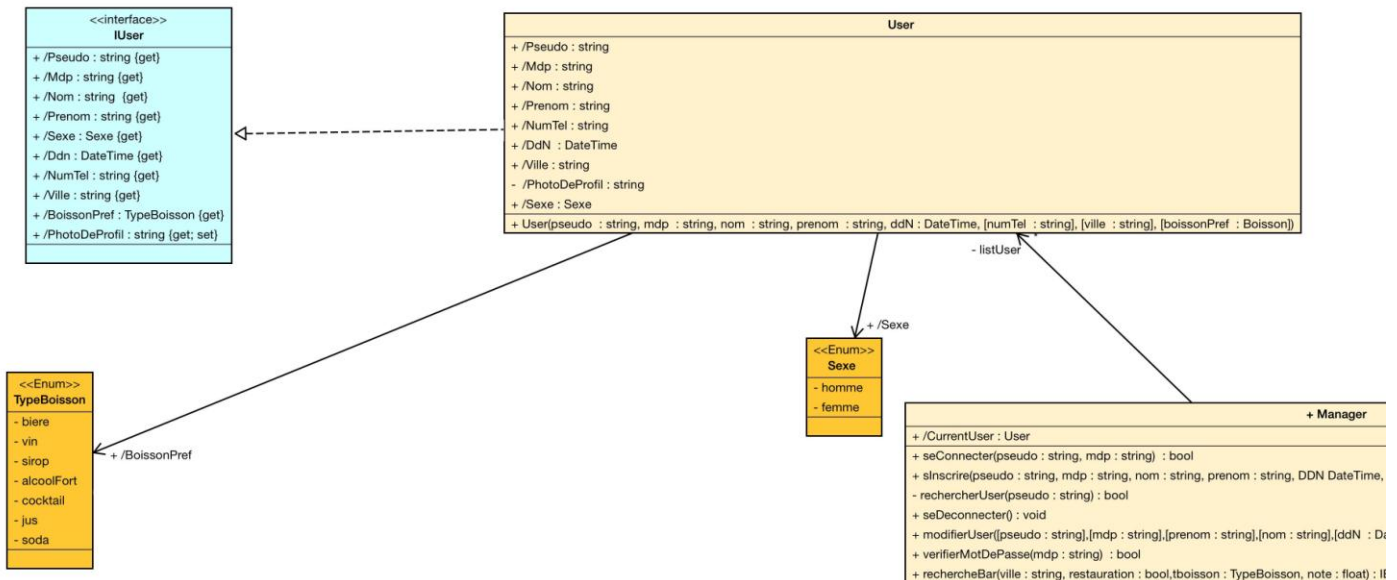 <<interface>>
IUser
+ /Pseudo : string {get}
+ /Mdp : string {get}
+ /Nom : string {get}
+ /Prenom : string {get}
+ /Sexe : Sexe {get}
+ /Ddn : DateTime {get}
+ /NumTel : string {get}
+ /Ville : string {get}
+ /BoissonPref : TypeBoisson {get}
+ /PhotoDeProfil : string {get; set}
User
+ /Pseudo : string
+ /Mdp : string
+ /Nom : string
+ /Prenom : string
+ /NumTel : string
+ /DdN : DateTime
+ /Ville : string
- /PhotoDeProfil : string
+ /Sexe : Sexe
+ User(pseudo : string, mdp : string, nom : string, prenom : string, ddN : DateTime, [numTel : string], [ville : string], [boissonPref : Boisson])
- listUser
+ /Sexe
<<Enum>>
Sexe
- homme
- femme
<<Enum>>
TypeBoisson
- biere
- vin
- sirop
- alcoolFort
- cocktail
- jus
- soda
+ /BoissonPref
+ Manager
+ /CurrentUser : User
+ seConnecter(pseudo : string, mdp : string) : bool
+ sInscrire(pseudo : string, mdp : string, nom : string, prenom : string, DDN DateTime,
- rechercherUser(pseudo : string) : bool
+ seDeconnecter() : void
+ modifierUser([pseudo : string],[mdp : string],[prenom : string],[nom : string],[ddN : Da
+ verifierMotDePasse(mdp : string) : bool
+ rechercheBar(ville : string, restauration : bool,tboisson : TypeBoisson, note : float) :